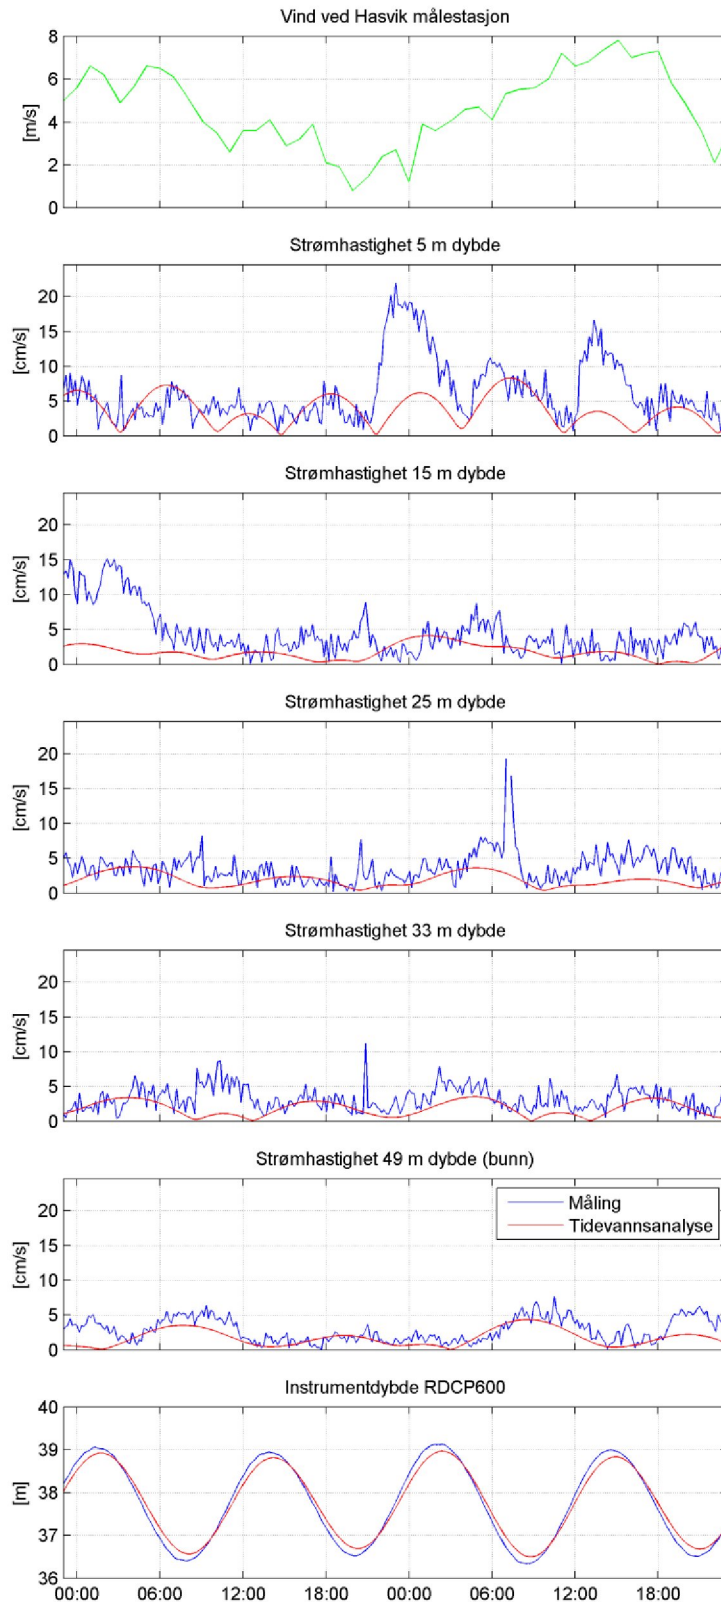 Vind ved Hasvik målestasjon
8
6
4
2
0
[m/s]
Strømhastighet 5 m dybde
20
15
10
5
0
[cm/s]
Strømhastighet 15 m dybde
20
15
10
5
0
[cm/s]
Strømhastighet 25 m dybde
20
15
10
5
0
[cm/s]
Strømhastighet 33 m dybde
20
15
10
5
0
[cm/s]
Strømhastighet 49 m dybde (bunn)
20
15
10
5
0
[cm/s]
Måling
Tidevannsanalyse
Instrumentdybde RDCP600
40
39
38
37
36
[m]
00:00 06:00 12:00 18:00 00:00 06:00 12:00 18:00